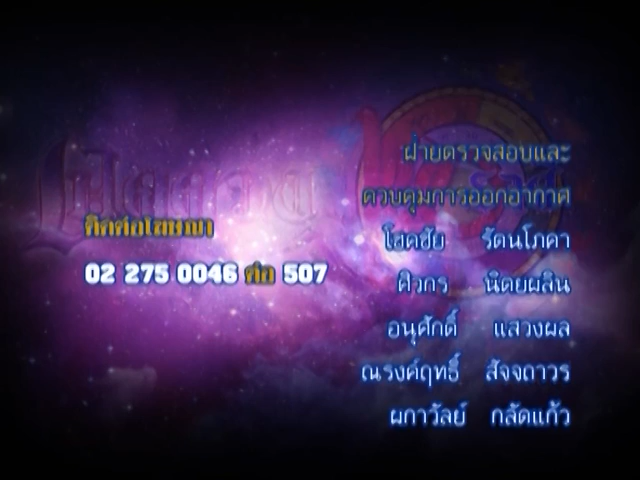 ติดต่อโฆษณา
02 275 0046 ต่อ 507
ฝ่ายตรวจสอบและ
ควบคุมการออกอากาศ
โชคชัย รัตนโภคา
ศิวกร นิตยผลิน
อนุศักดิ์ แสวงผล
ณรงค์ฤทธิ์ สัจจถาวร
ผกาวัลย์ กลัดแก้ว